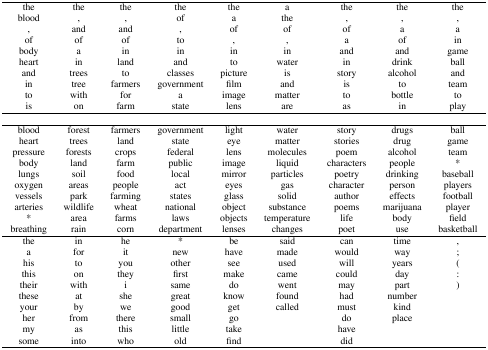 the the the the the a the the the
blood , , of a the , , ,
, and and , of of of a a
of of of to , , a of in
body a in in in in and and game
heart in land and to water in drink ball
and trees to classes picture is story alcohol and
in tree farmers government film and is to team
to with for a image matter to bottle to
is on farm state lens are as in play
blood forest farmers government light water story drugs ball
heart trees land state eye matter stories drug game
pressure forests crops federal lens molecules poem alcohol team
body land farm public image liquid characters people *
lungs soil food local mirror particles poetry drinking baseball
oxygen areas people act eyes gas character person players
vessels park farming states glass solid author effects football
arteries wildlife wheat national object substance poems marijuana player
* area farms laws objects temperature life body field
breathing rain corn department lenses changes poet use basketball
the in he * be said can time ,
a for it new have made would way ;
his to you other see used will years (
this on they first make came could day :
their with i same do went may part )
these at she great know found had number
your by we good get called must kind
her from there small go do place
my as this little take have
some into who old find did